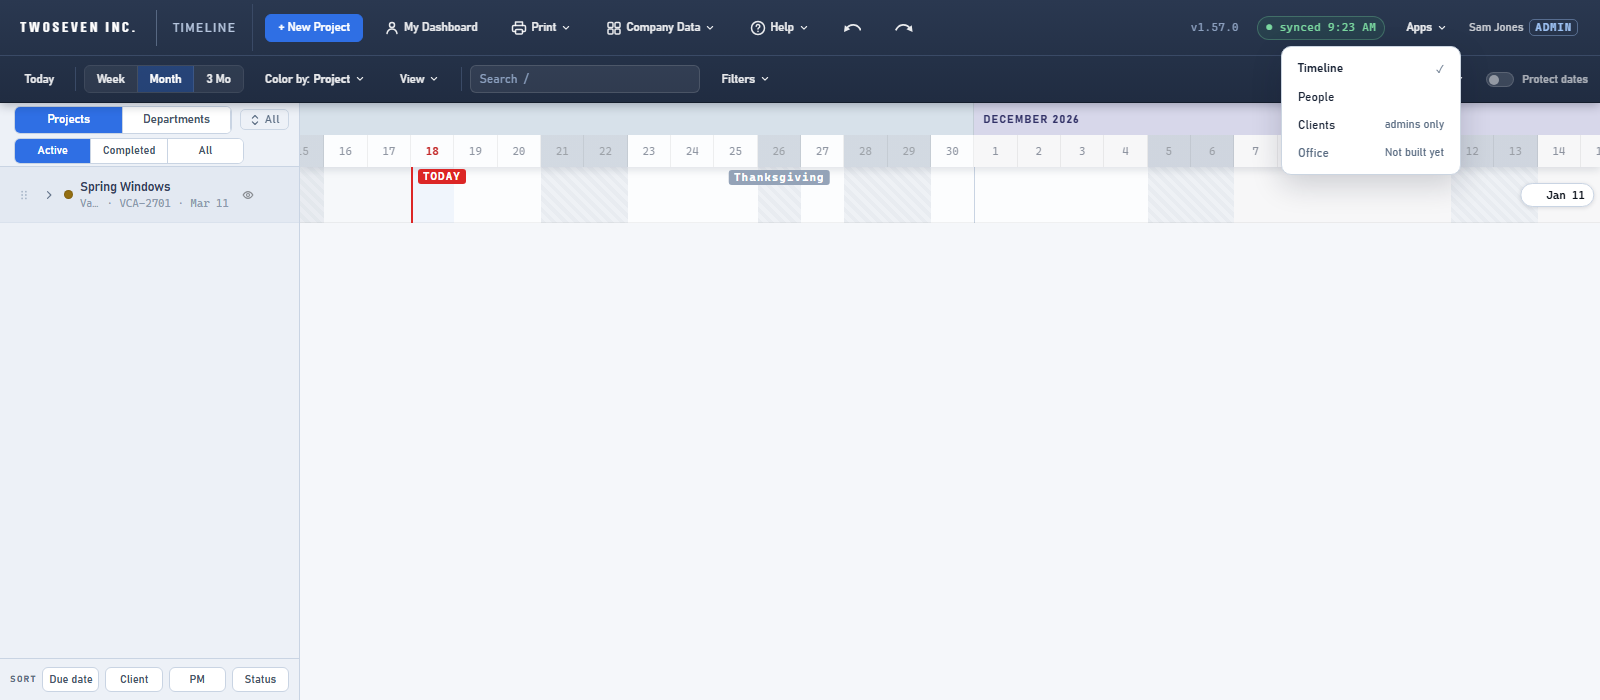 TWOSEVEN INC.
TIMELINE
+ New Project
My Dashboard
Print
Company Data
Help
v1.57.0
synced 9:23 AM
Apps
Sam Jones
ADMIN
Today
Week
Month
3 Mo
Color by: Project
View
Search /
Filters
Protect dates
Timeline ✓
People
Clients admins only
Office Not built yet
Projects
Departments
All
DECEMBER 2026
Active
Completed
All
16 17 18 19 20 21 22 23 24 25 26 27 28 29 30 1 2 3 4 5 6 7 12 13 14
TODAY
Thanksgiving
Spring Windows
Va… · VCA-2701 · Mar 11
Jan 11
SORT
Due date
Client
PM
Status